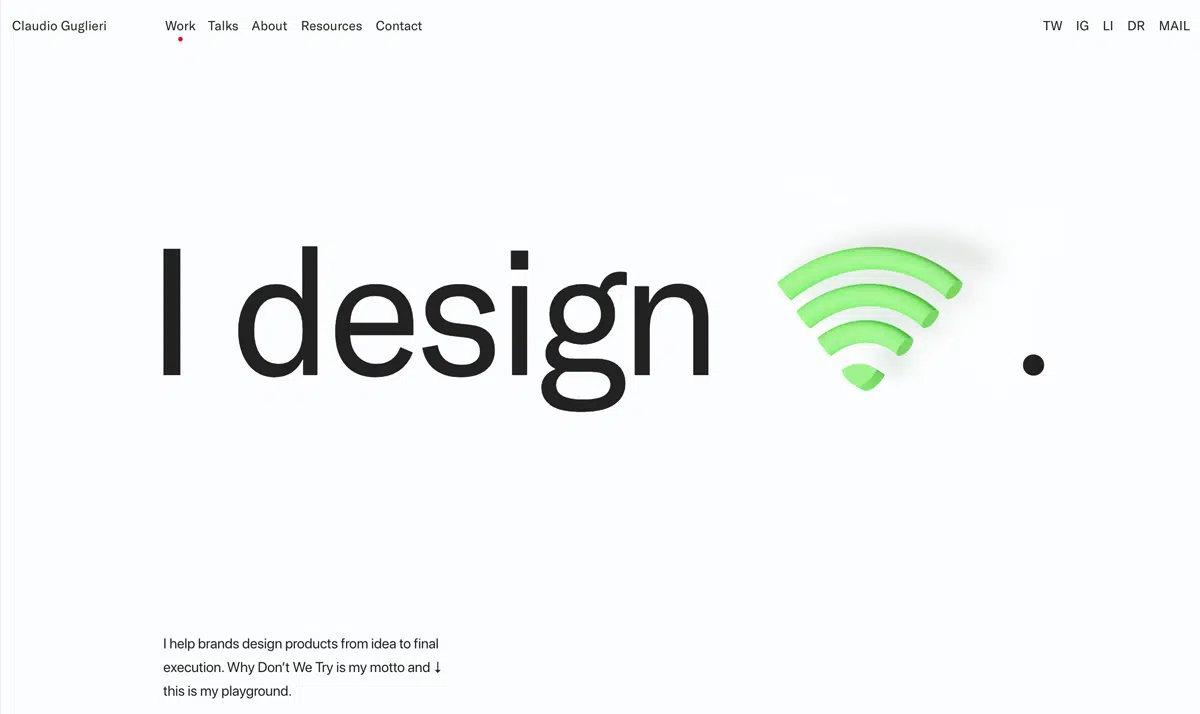 Claudio Guglieri Work Talks About Resources Contact TW IG LI DR MAIL
I design .
I help brands design products from idea to final
execution. Why Don’t We Try is my motto and ↓
this is my playground.